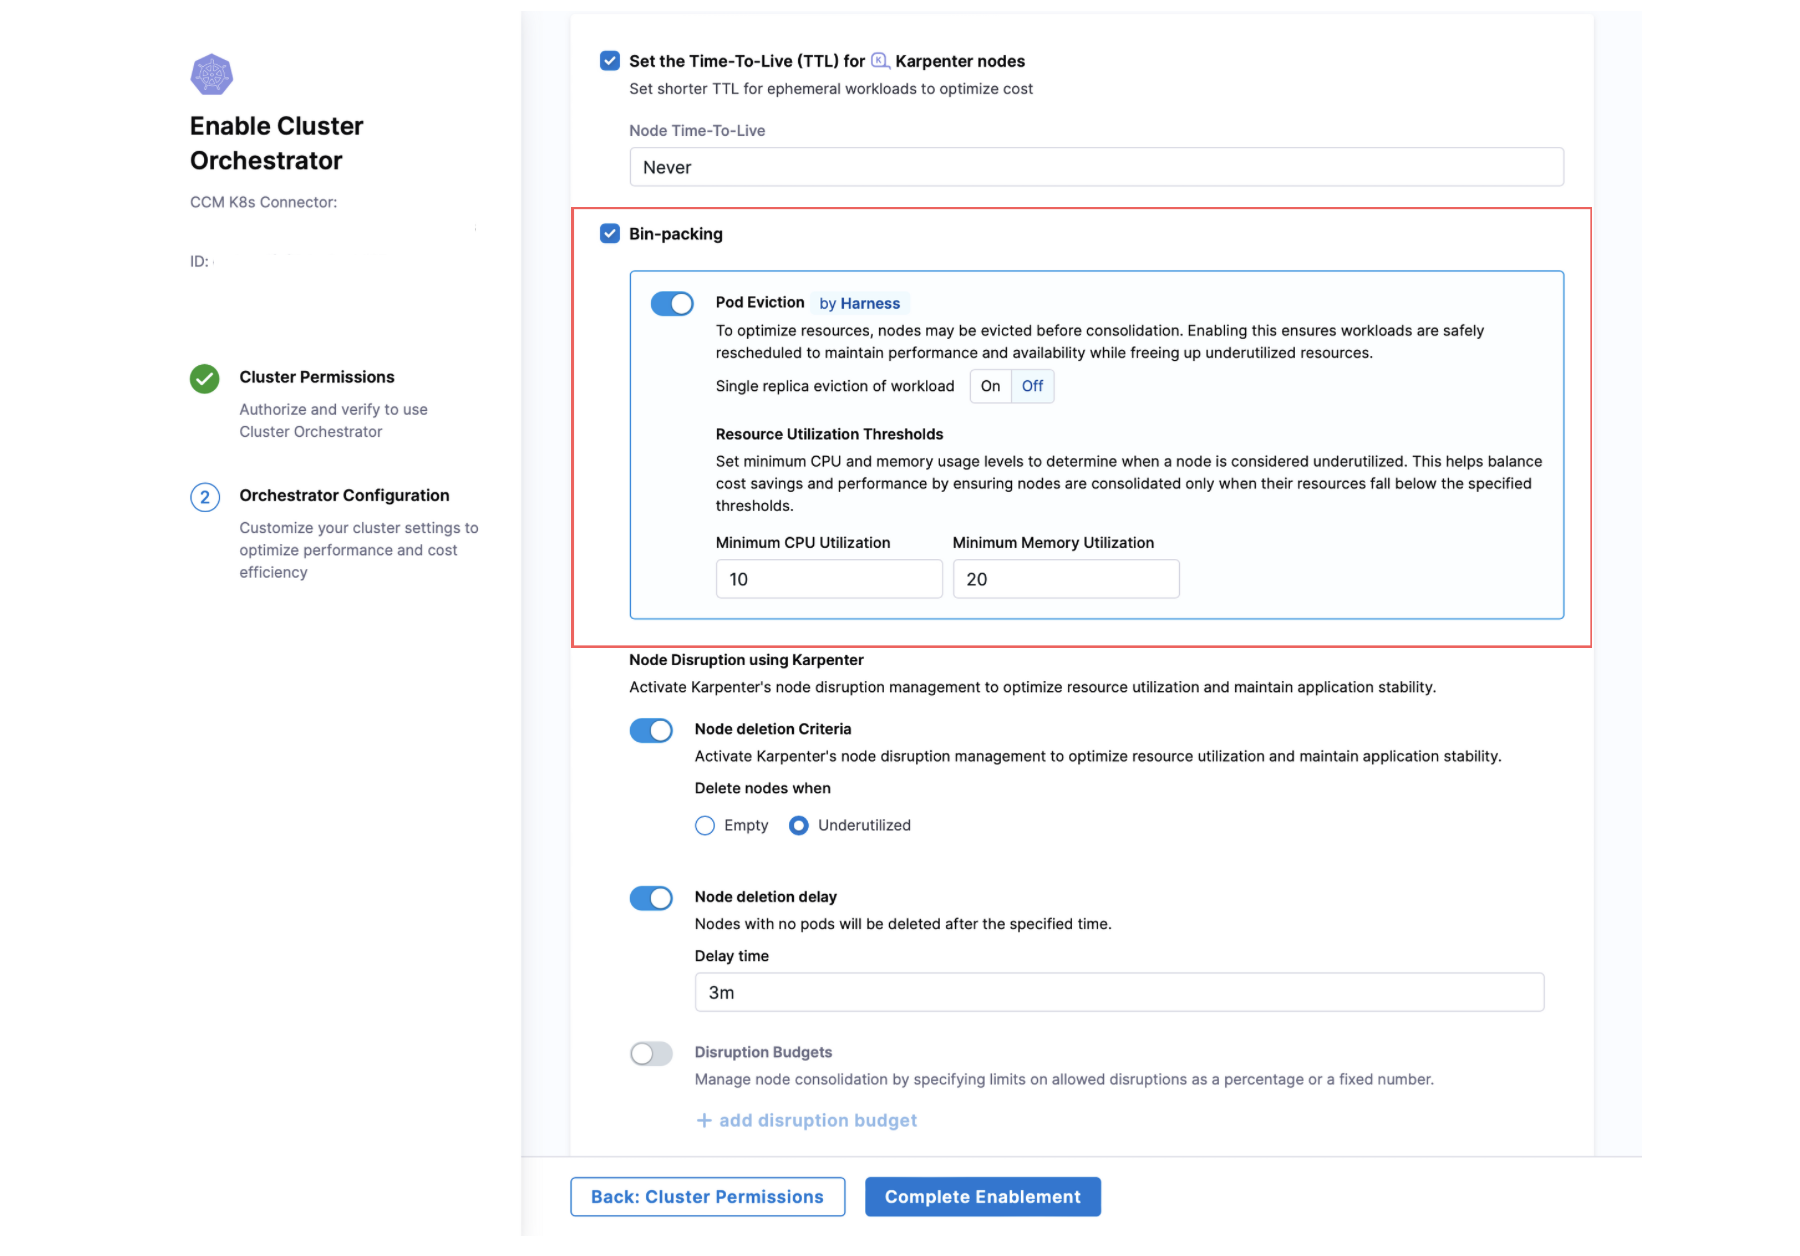 Enable Cluster
Orchestrator
CCM K8s Connector:
ID:
Cluster Permissions
Authorize and verify to use
Cluster Orchestrator
2
Orchestrator Configuration
Customize your cluster settings to
optimize performance and cost
efficiency
Set the Time-To-Live (TTL) for K Karpenter nodes
Set shorter TTL for ephemeral workloads to optimize cost
Node Time-To-Live
Never
Bin-packing
Pod Eviction by Harness
To optimize resources, nodes may be evicted before consolidation. Enabling this ensures workloads are safely
rescheduled to maintain performance and availability while freeing up underutilized resources.
Single replica eviction of workload On Off
Resource Utilization Thresholds
Set minimum CPU and memory usage levels to determine when a node is considered underutilized. This helps balance
cost savings and performance by ensuring nodes are consolidated only when their resources fall below the specified
thresholds.
Minimum CPU Utilization Minimum Memory Utilization
10 20
Node Disruption using Karpenter
Activate Karpenter's node disruption management to optimize resource utilization and maintain application stability.
Node deletion Criteria
Activate Karpenter's node disruption management to optimize resource utilization and maintain application stability.
Delete nodes when
Empty Underutilized
Node deletion delay
Nodes with no pods will be deleted after the specified time.
Delay time
3m
Disruption Budgets
Manage node consolidation by specifying limits on allowed disruptions as a percentage or a fixed number.
+ add disruption budget
Back: Cluster Permissions Complete Enablement